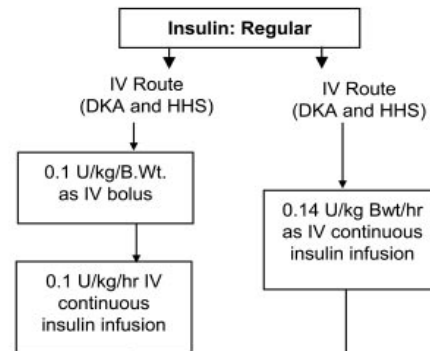 Insulin: Regular
IV Route
(DKA and HHS)
0.1 U/kg/B.Wt.
as IV bolus
0.1 U/kg/hr IV
continuous
insulin infusion
IV Route
(DKA and HHS)
0.14 U/kg Bwt/hr
as IV continuous
insulin infusion